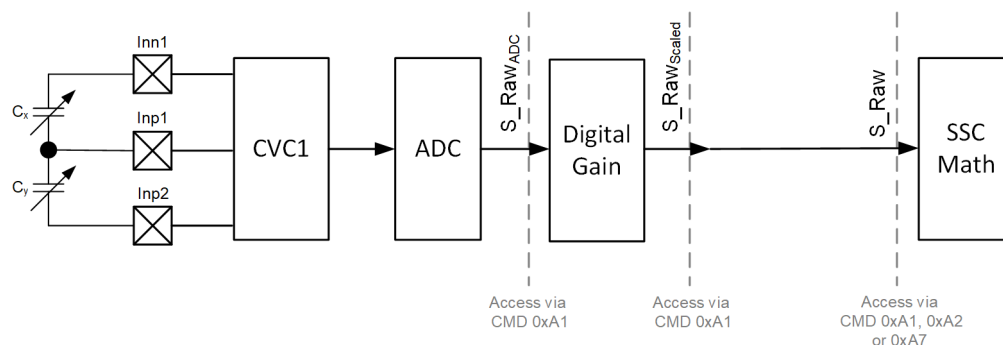 Inn1
Cx
Inp1
Cy
Inp2
CVC1
ADC
S_RawADC
Digital
Gain
S_RawScaled
S_Raw
SSC
Math
Access via
CMD 0xA1
Access via
CMD 0xA1
Access via
CMD 0xA1, 0xA2
or 0xA7